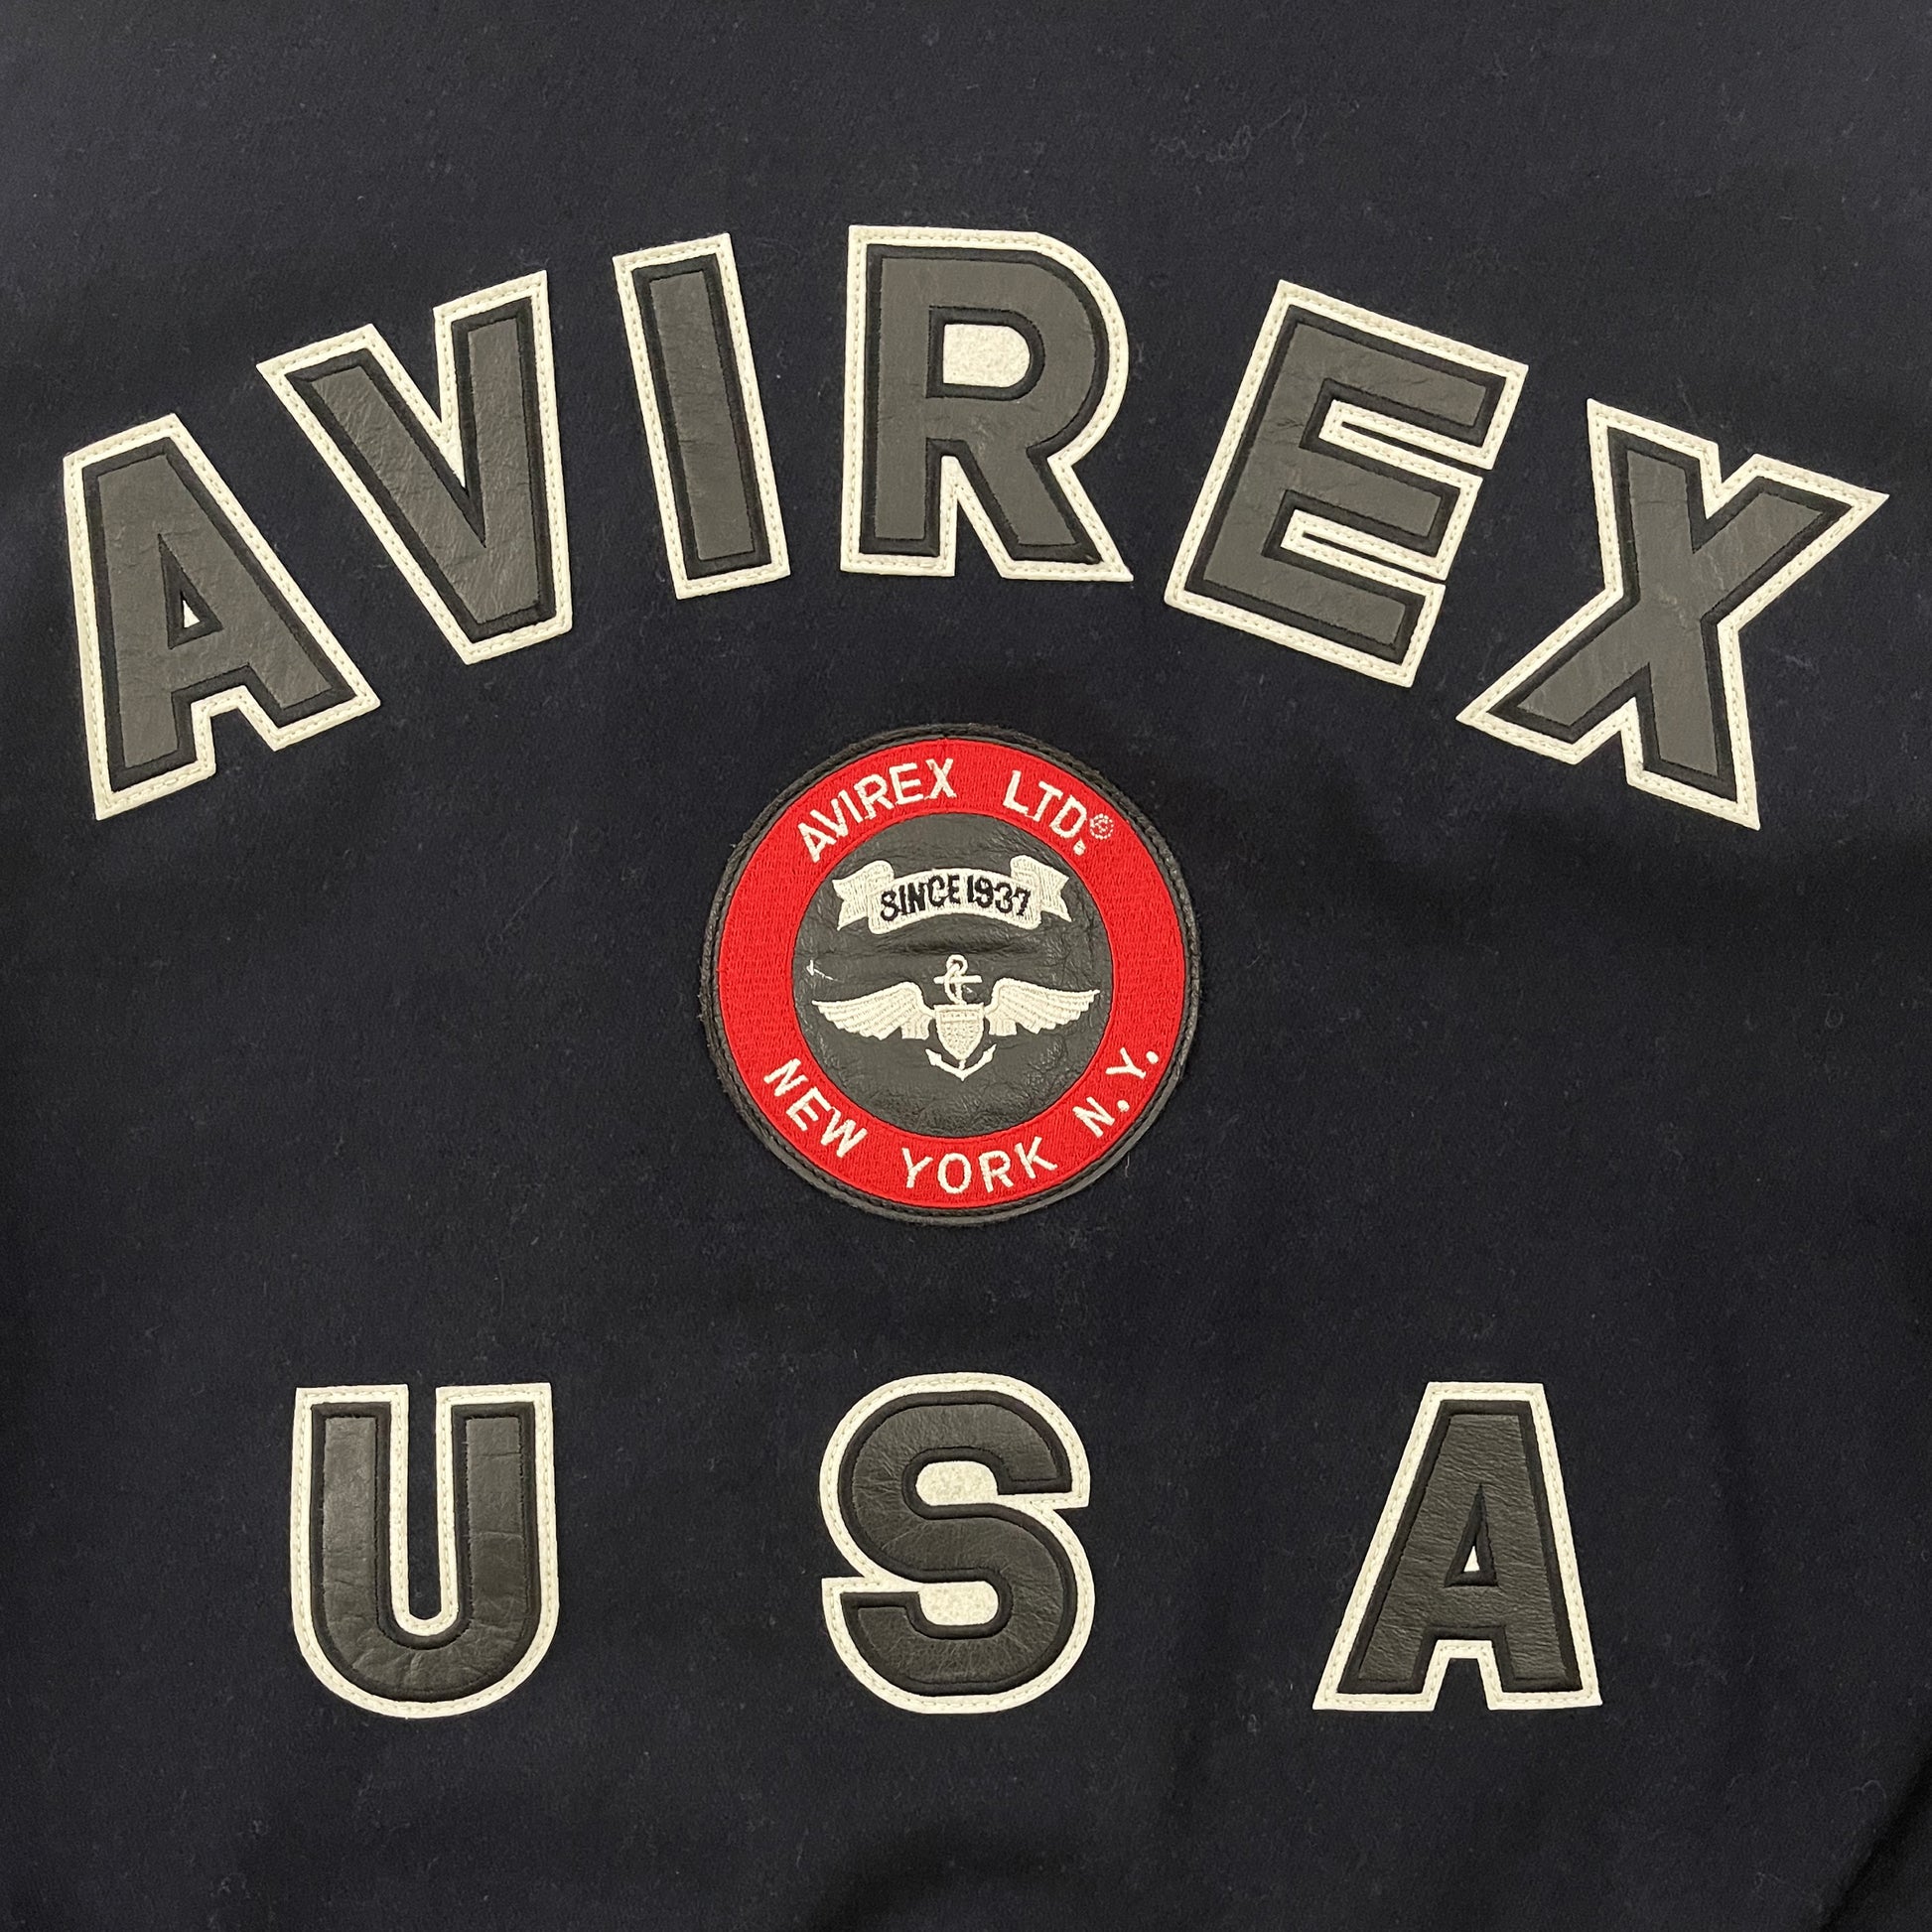 AVIREX
AVIREX LTD.®
SINCE 1937
NEW YORK N.Y.
USA